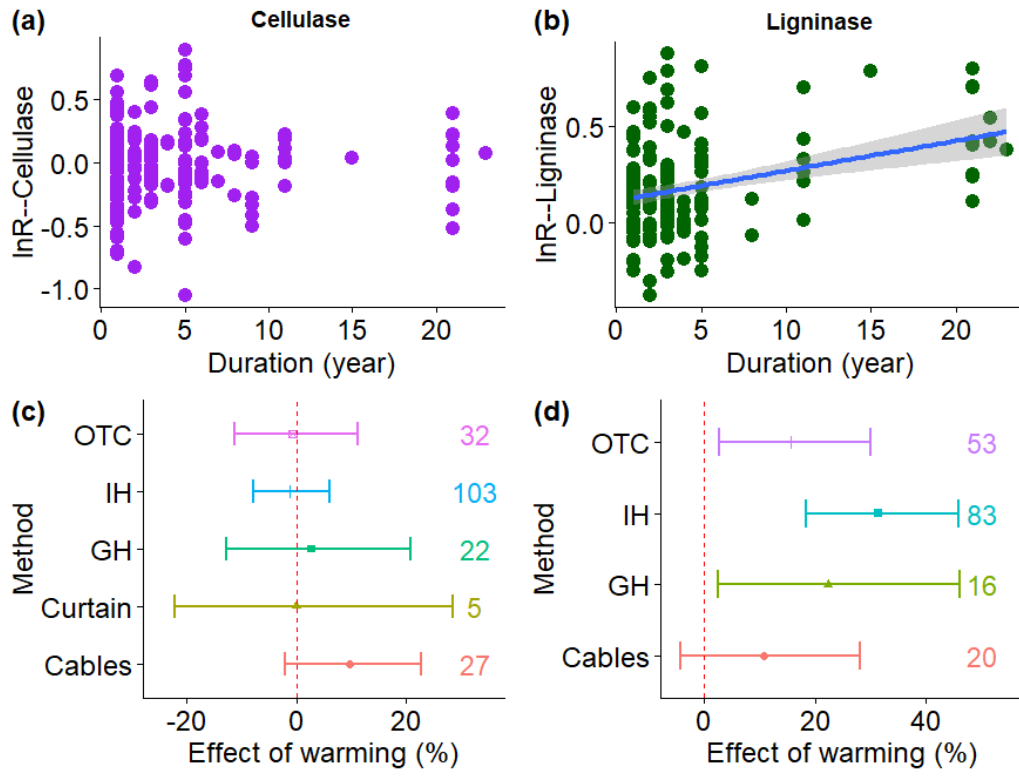 (a) Cellulase
lnR--Cellulase
0.5
0.0
-0.5
-1.0
0 5 10 15 20
Duration (year)
(b) Ligninase
lnR--Ligninase
0.5
0.0
0 5 10 15 20
Duration (year)
(c)
Method
OTC 32
IH 103
GH 22
Curtain 5
Cables 27
-20 0 20
Effect of warming (%)
(d)
Method
OTC 53
IH 83
GH 16
Cables 20
0 20 40
Effect of warming (%)